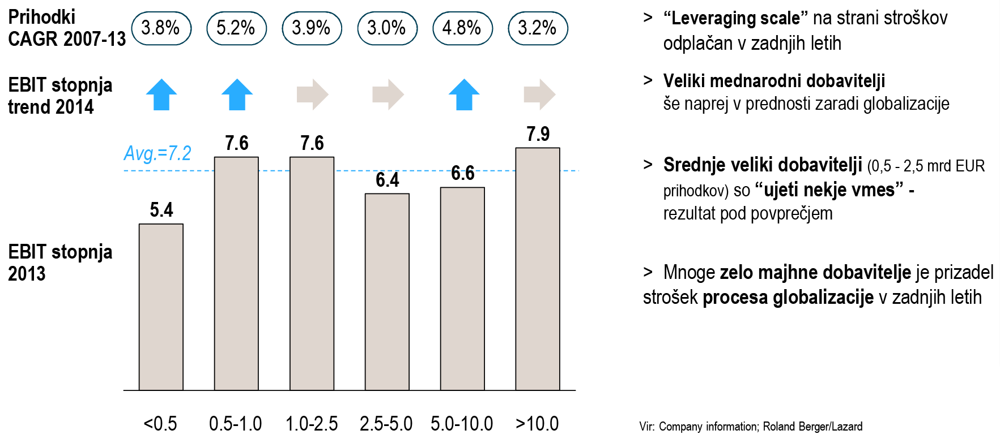 Prihodki
CAGR 2007-13
3.8% 5.2% 3.9% 3.0% 4.8% 3.2%
EBIT stopnja
trend 2014
Avg.=7.2
5.4 7.6 7.6 6.4 6.6 7.9
EBIT stopnja
2013
<0.5 0.5-1.0 1.0-2.5 2.5-5.0 5.0-10.0 >10.0
> “Leveraging scale” na strani stroškov
odplačan v zadnjih letih
> Veliki mednarodni dobavitelji
še naprej v prednosti zaradi globalizacije
> Srednje veliki dobavitelji (0,5 - 2,5 mrd EUR
prihodkov) so “ujeti nekje vmes” -
rezultat pod povprečjem
> Mnoge zelo majhne dobavitelje je prizadel
strošek procesa globalizacije v zadnjih letih
Vir: Company information; Roland Berger/Lazard